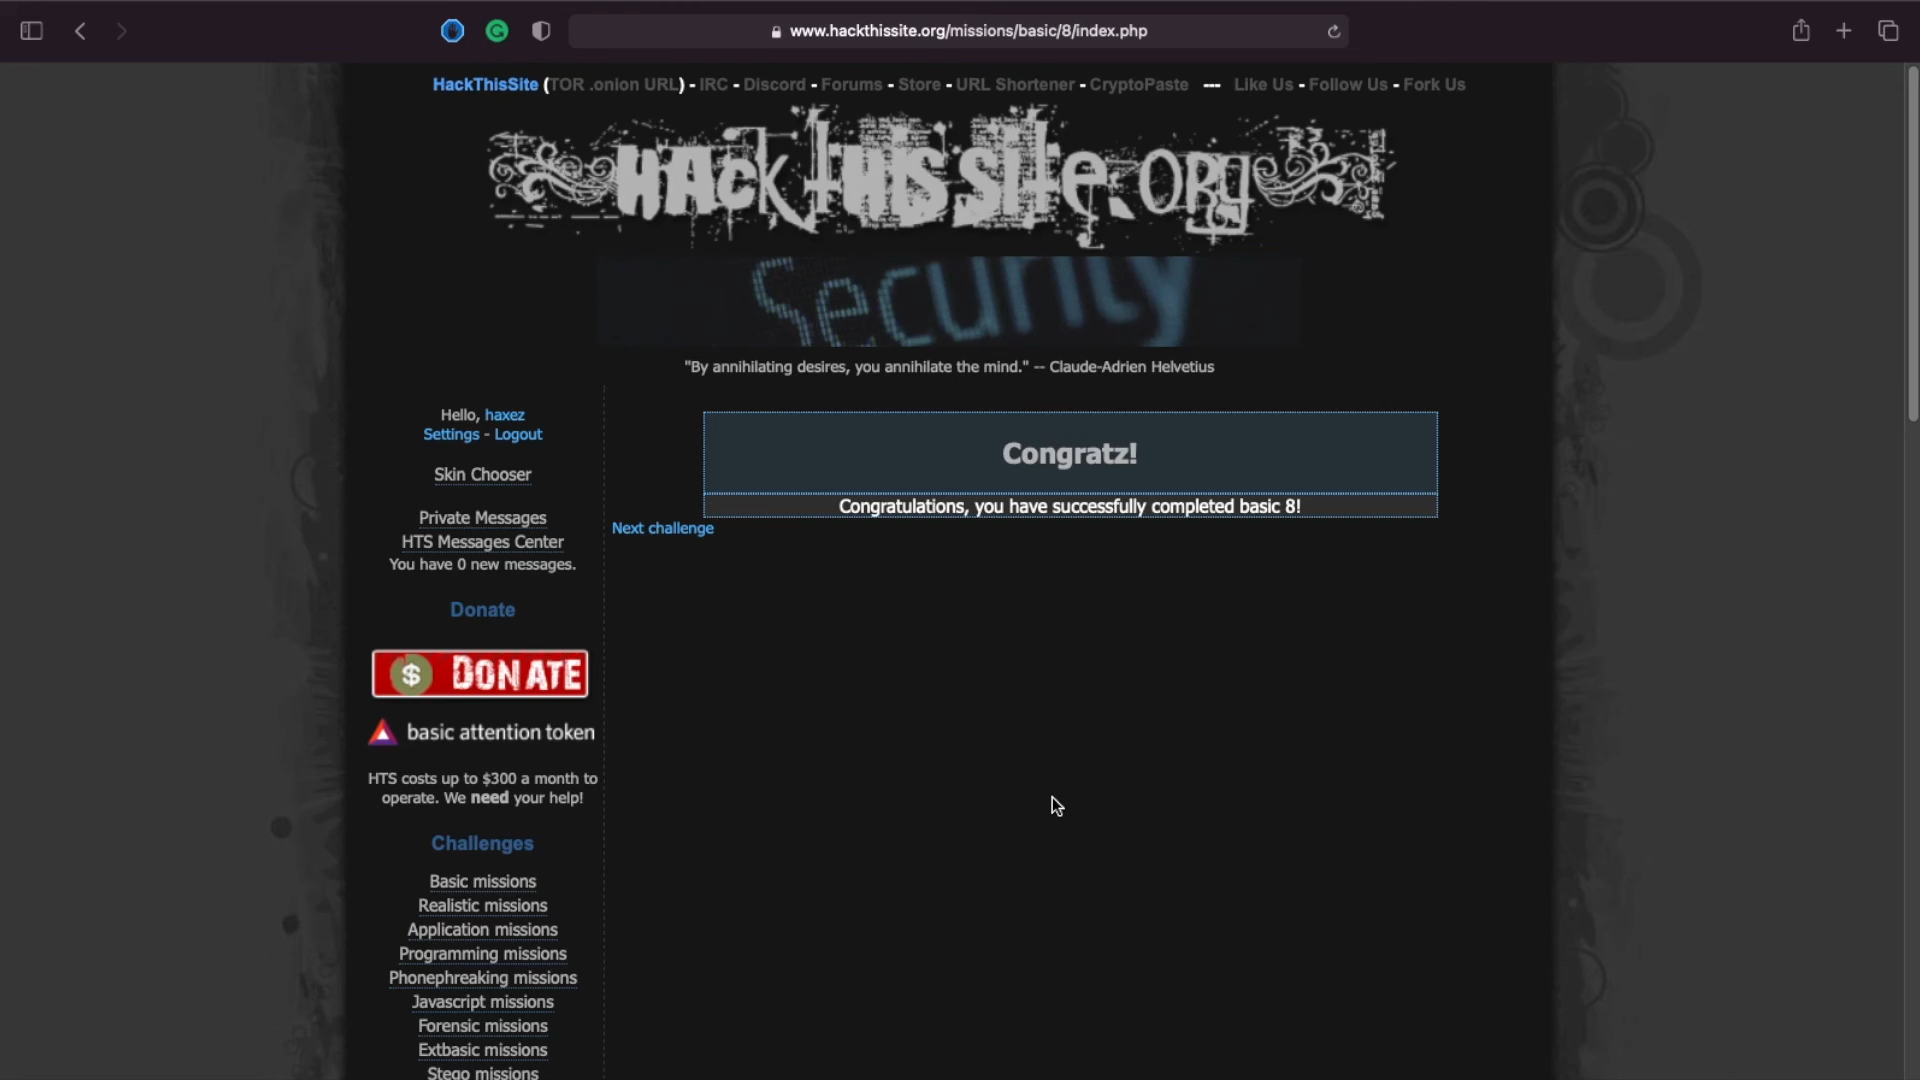 www.hackthissite.org/missions/basic/8/index.php
HackThisSite (TOR .onion URL) - IRC - Discord - Forums - Store - URL Shortener - CryptoPaste --- Like Us - Follow Us - Fork Us
HACkTHISSiTe.ORg
Security
"By annihilating desires, you annihilate the mind." -- Claude-Adrien Helvetius
Hello, haxez
Settings - Logout
Skin Chooser
Private Messages
HTS Messages Center
You have 0 new messages.
Donate
$ DONATE
basic attention token
HTS costs up to $300 a month to
operate. We need your help!
Challenges
Basic missions
Realistic missions
Application missions
Programming missions
Phonephreaking missions
Javascript missions
Forensic missions
Extbasic missions
Stego missions
Congratz!
Congratulations, you have successfully completed basic 8!
Next challenge